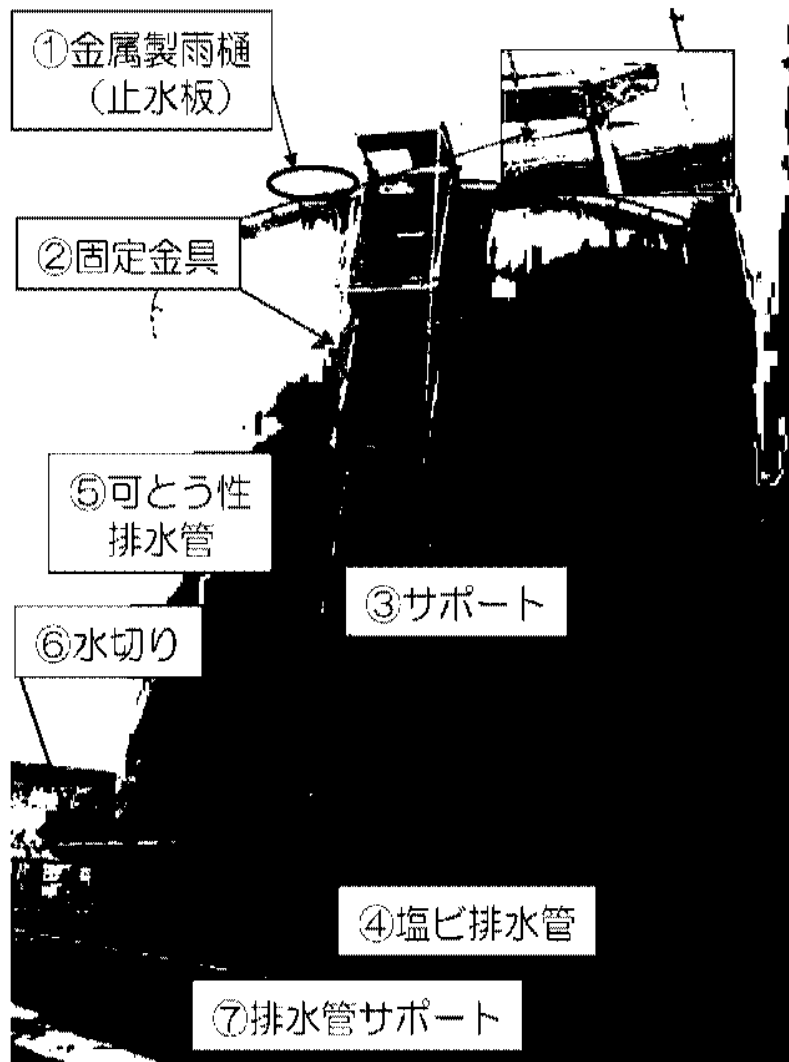 ①金属製雨樋
（止水板）
②固定金具
⑤可とう性
排水管
③サポート
⑥水切り
④塩ビ排水管
⑦排水管サポート